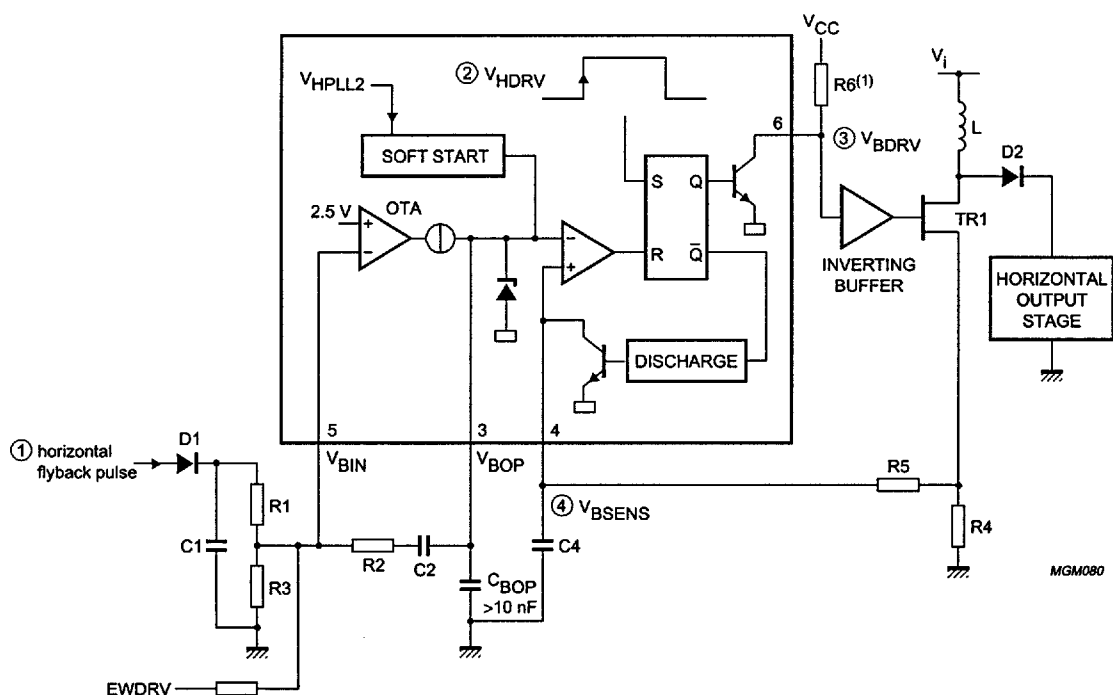 V_CC
V_i
② V_HDRV
V_HPLL2
R6(1)
SOFT START
6
③ V_BDRV
L
D2
S Q
OTA
2.5 V
+
−
−
+
R Q̅
TR1
INVERTING
BUFFER
HORIZONTAL
OUTPUT
STAGE
DISCHARGE
5
3
4
① horizontal
flyback pulse
D1
V_BIN
V_BOP
④ V_BSENS
R5
R1
R4
C1
R2
C2
C4
R3
C_BOP
>10 nF
MGM080
EWDRV